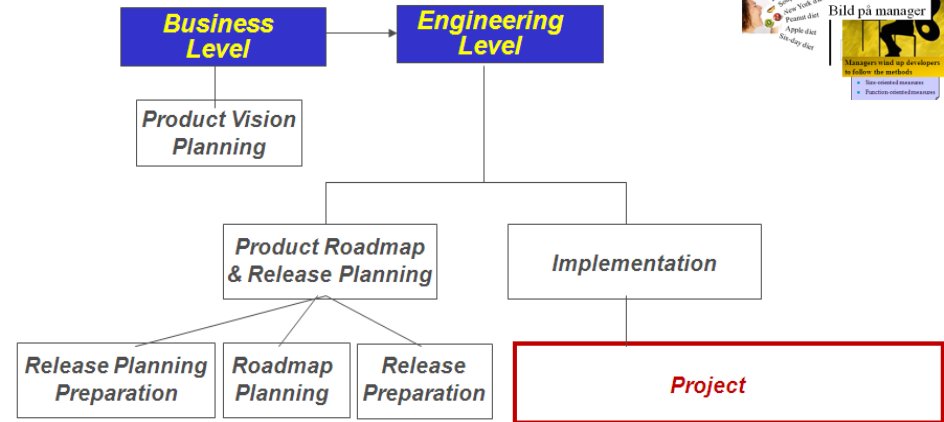 Business
Level
Engineering
Level
New York di
Peanut diet
Apple diet
Six-day diet
Bild på manager
Managers wind up developers
to follow the methods
Size-oriented measures
Function-oriented measures
Product Vision
Planning
Product Roadmap
& Release Planning
Implementation
Release Planning
Preparation
Roadmap
Planning
Release
Preparation
Project